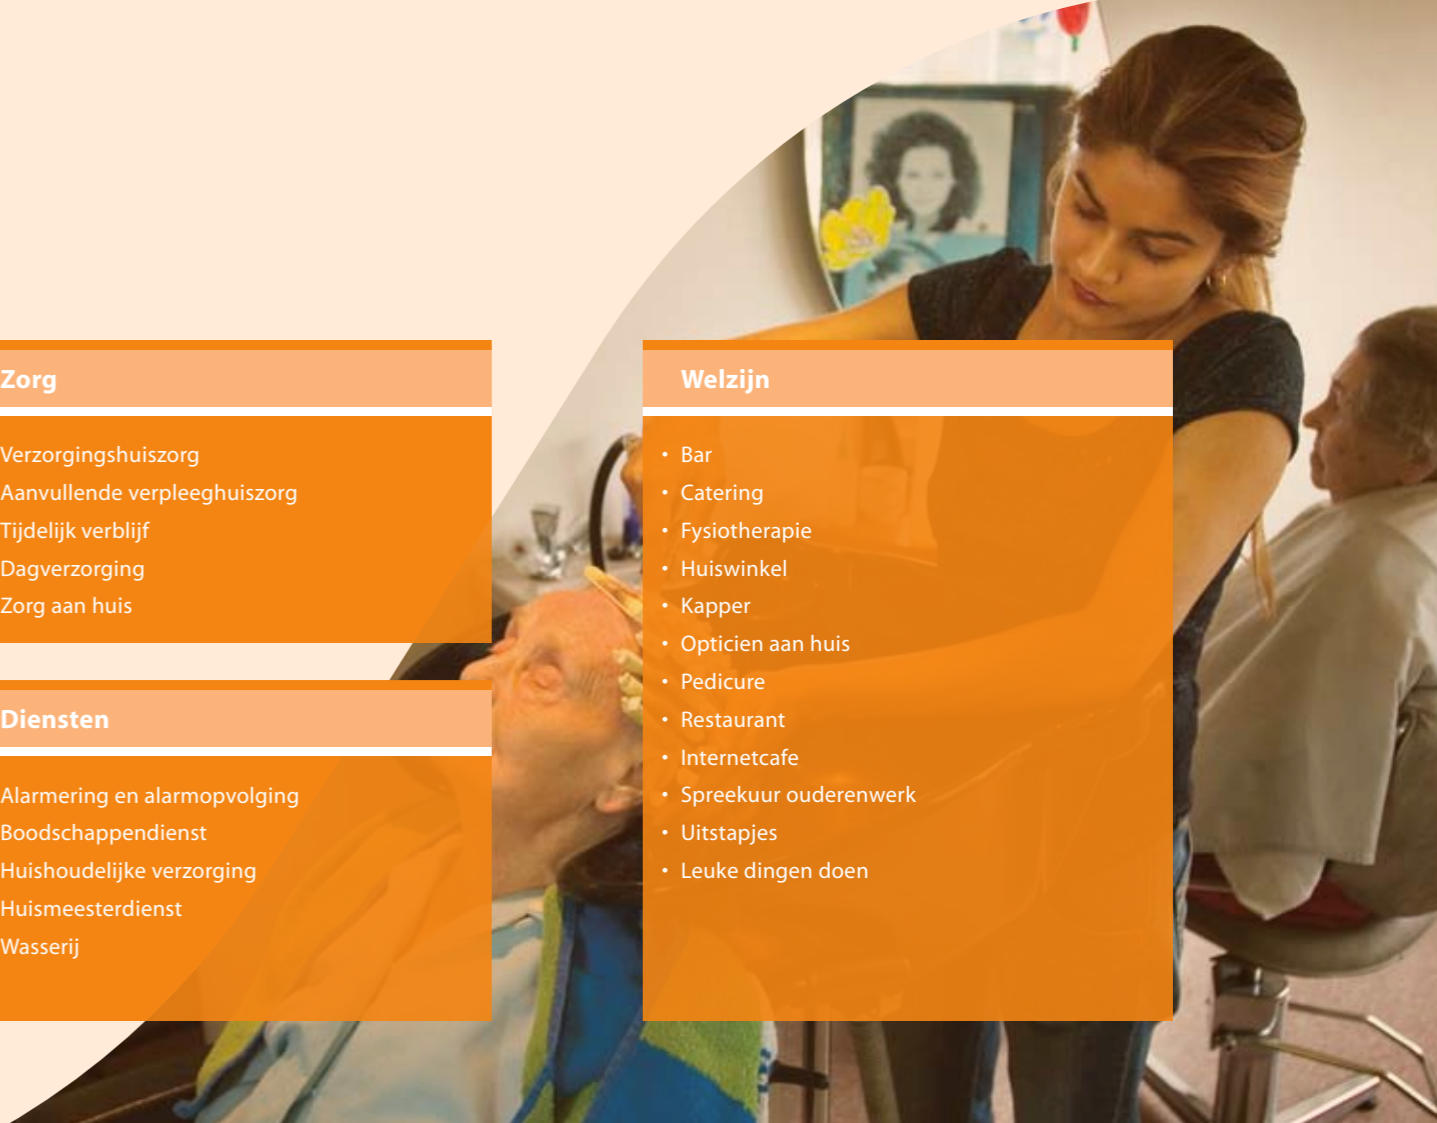 Zorg
Verzorgingshuiszorg
Aanvullende verpleeghuiszorg
Tijdelijk verblijf
Dagverzorging
Zorg aan huis
Diensten
Alarmering en alarmopvolging
Boodschappendienst
Huishoudelijke verzorging
Huismeesterdienst
Wasserij
Welzijn
• Bar
• Catering
• Fysiotherapie
• Huiswinkel
• Kapper
• Opticien aan huis
• Pedicure
• Restaurant
• Internetcafe
• Spreekuur ouderenwerk
• Uitstapjes
• Leuke dingen doen